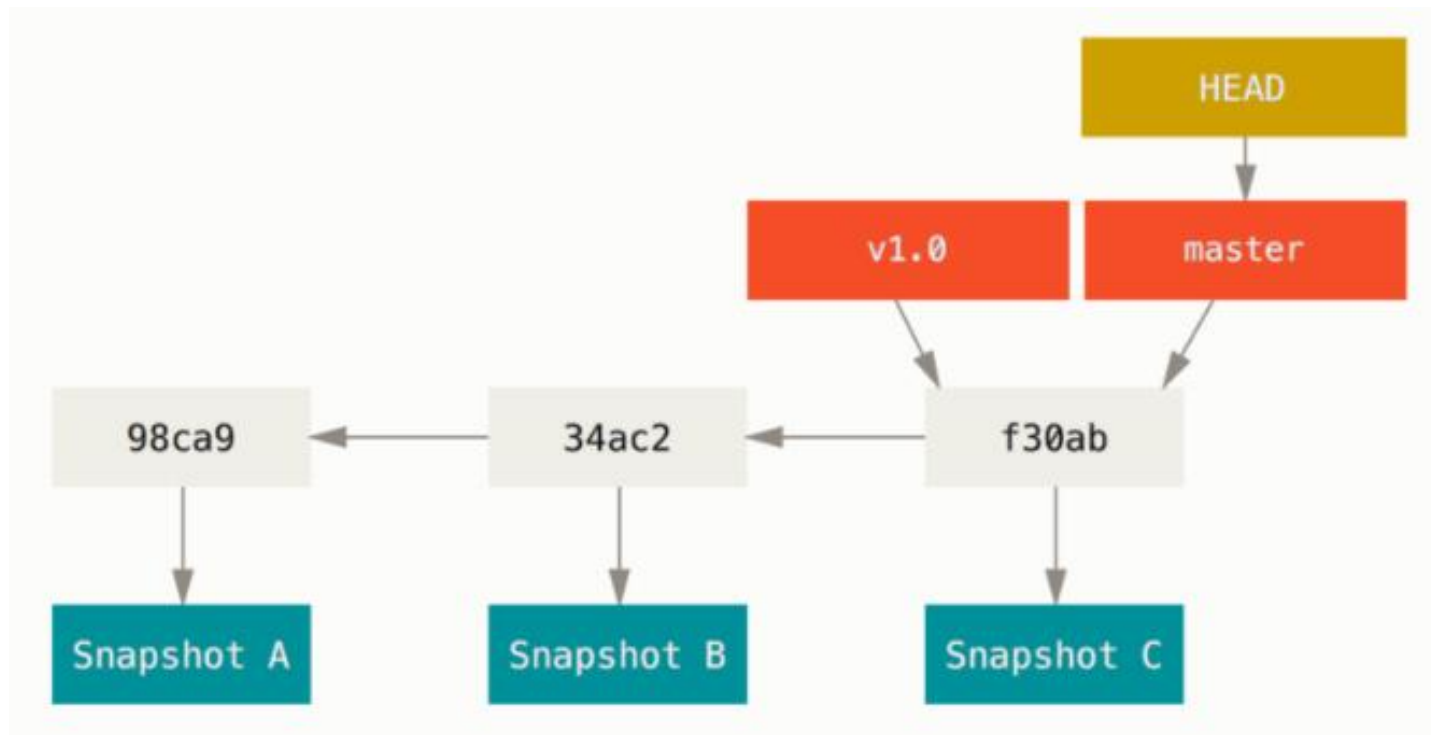 HEAD
v1.0
master
98ca9
34ac2
f30ab
Snapshot A
Snapshot B
Snapshot C